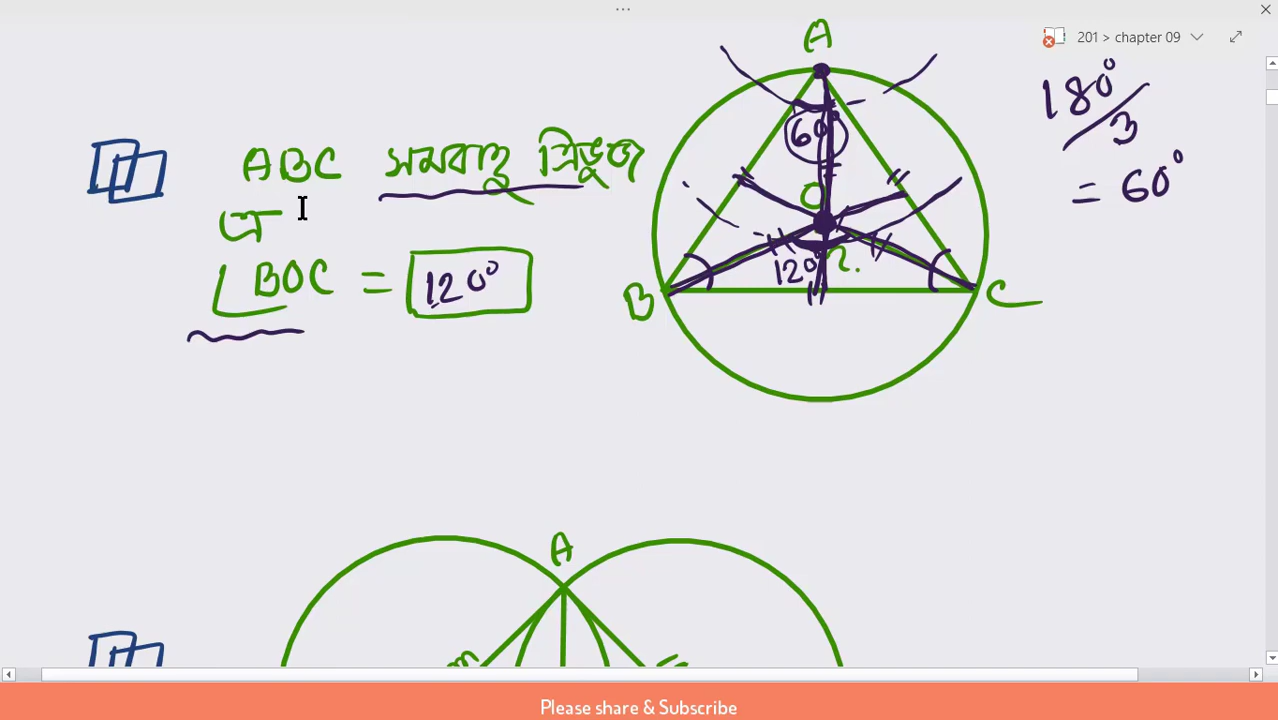 201 > chapter 09
A
180°/3
= 60°
60°
ABC সমবাহু ত্রিভুজ
এ
∠BOC = 120°
O
120°
?.
B
C
A
Please share & Subscribe